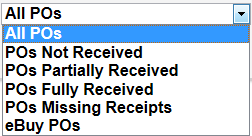 All POs
All POs
POs Not Received
POs Partially Received
POs Fully Received
POs Missing Receipts
eBuy POs